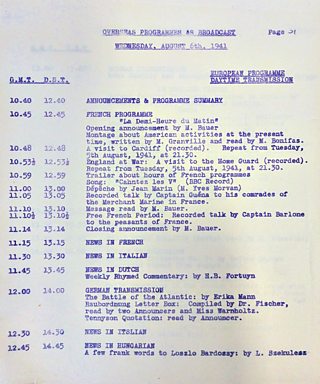 OVERSEAS PROGRAMMES AS BROADCAST Page
WEDNESDAY, AUGUST 6th, 1941
G.M.T. D.S.T. EUROPEAN PROGRAMME
DAYTIME TRANSMISSION
10.40 12.40 ANNOUNCEMENTS & PROGRAMME SUMMARY
10.45 12.45 FRENCH PROGRAMME
"La Demi-Heure du Matin"
Opening announcement by M. Bauer
Montage about American activities at the present
time, written by M. Granville and read by M. Bonifas.
10.48 12.48 A visit to Cardiff (recorded). Repeat from Tuesday,
5th August, 1941, at 21.30.
10.53½ 12.53½ England at War: A visit to the Home Guard (recorded).
Repeat from Tuesday, 5th August, 1941, at 21.30.
10.59 12.59 Trailer about hours of French programmes
Song: (BBC Record)
11.00 13.00 Dépêche by Jean Marin (M. Yves Morvan)
11.05 13.05 Recorded talk by Captain to his comrades of
the Merchant Marine in France.
11.10 13.10 Message read by M. Bauer.
11.10½ 13.10½ Free French Period: Recorded talk by Captain Barlone
to the peasants of France.
11.14 13.14 Closing announcement by M. Bauer.
11.15 13.15 NEWS IN FRENCH
11.30 13.30 NEWS IN ITALIAN
11.45 13.45 NEWS IN DUTCH
Weekly Rhymed Commentary: by H.B. Fortuyn
12.00 14.00 GERMAN TRANSMISSION
The Battle of the Atlantic: by Erika Mann
Letter Box: Compiled by Dr. Fischer,
read by two Announcers and Miss Warnholtz.
Tennyson Quotation: read by Announcer.
12.30 14.30 NEWS IN ITALIAN
12.45 14.45 NEWS IN HUNGARIAN
A few frank words to Loszlo Bardossy: by L. Szekuless